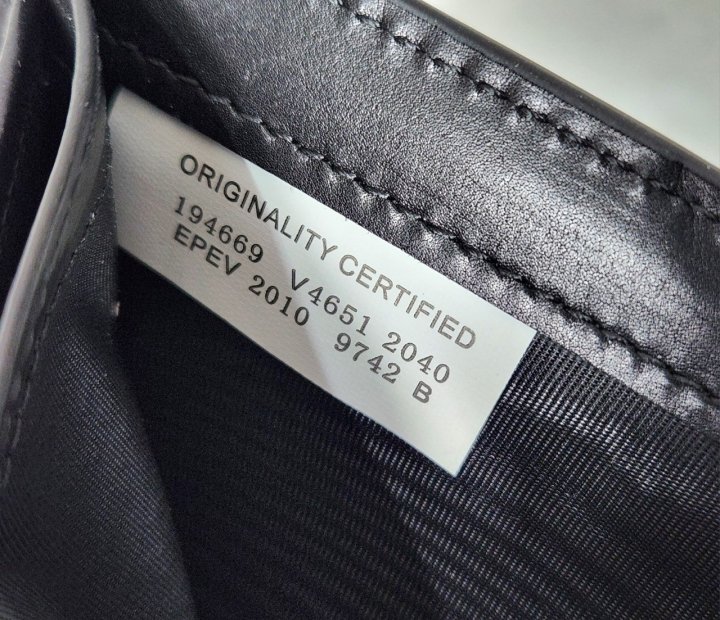 ORIGINALITY CERTIFIED
194669 V4651 2040
EPEV 2010 9742 B